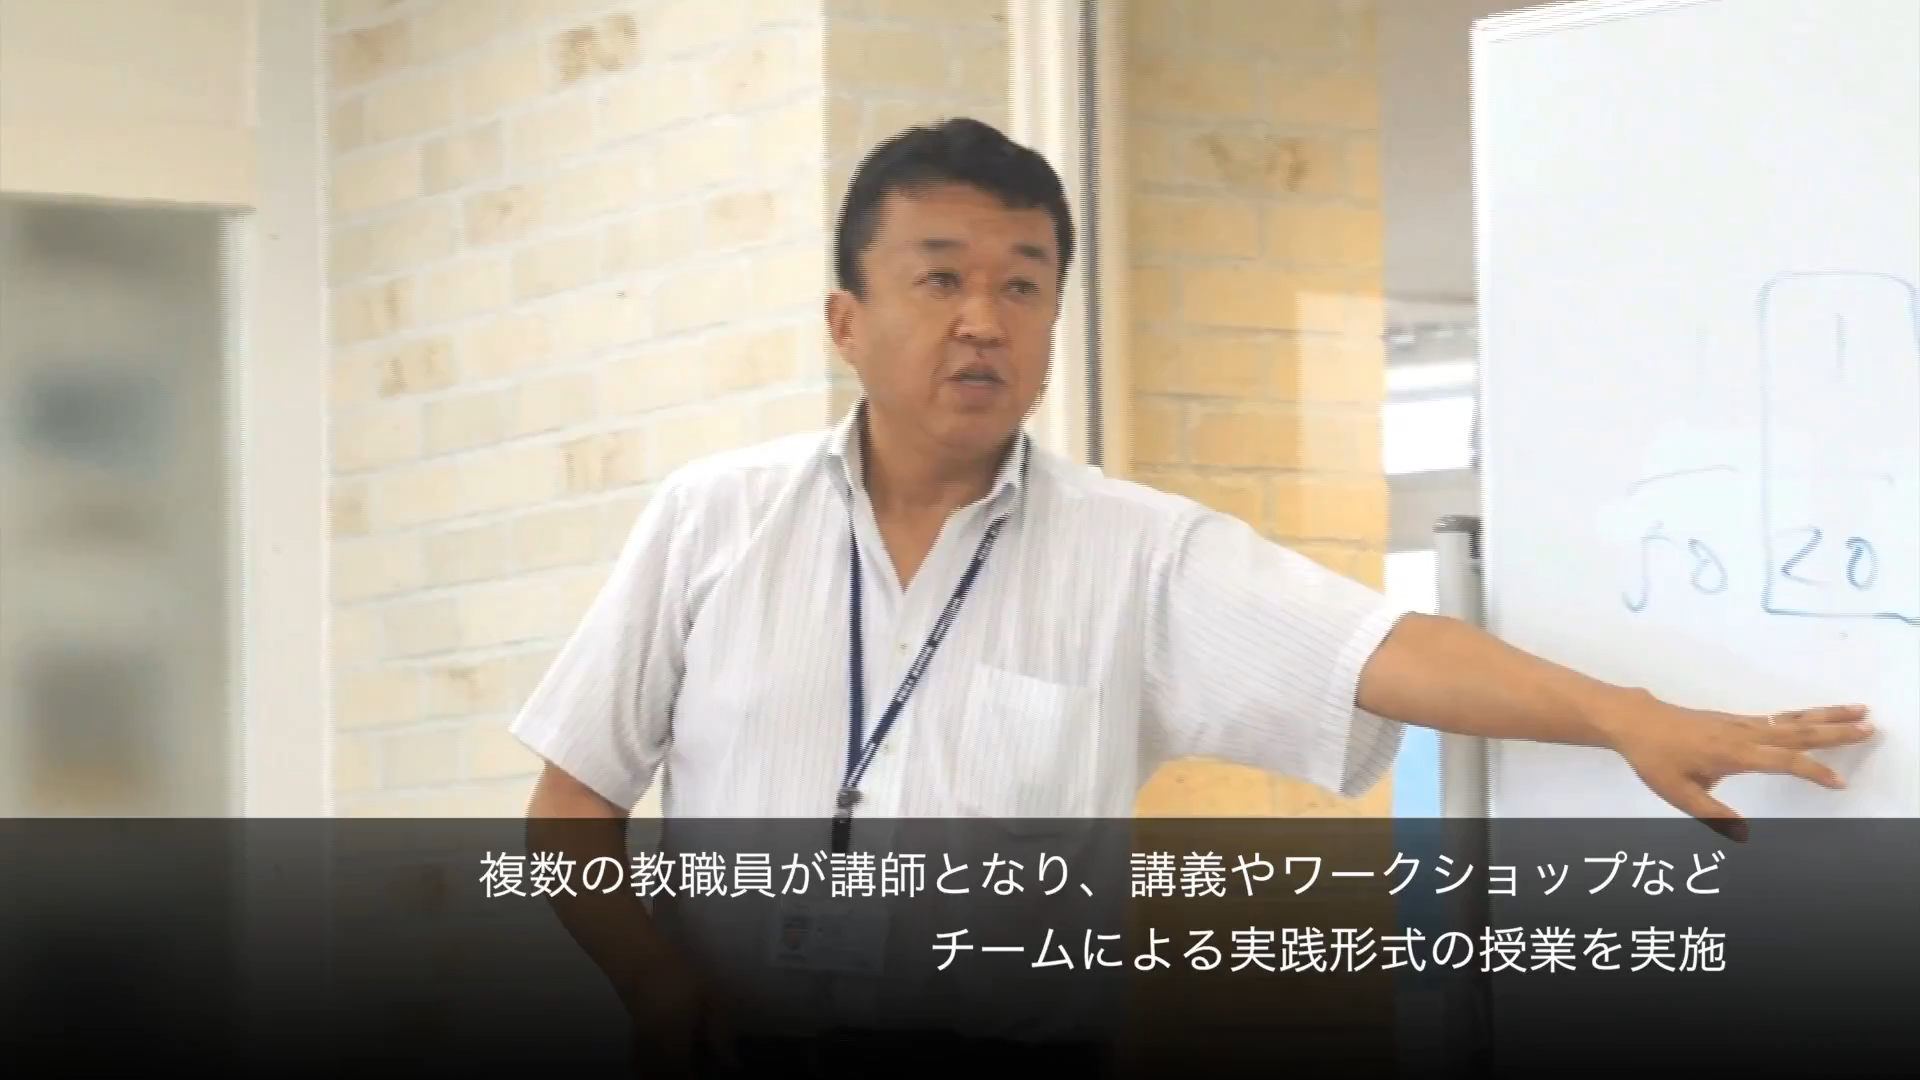 複数の教職員が講師となり、講義やワークショップなど
チームによる実践形式の授業を実施
20